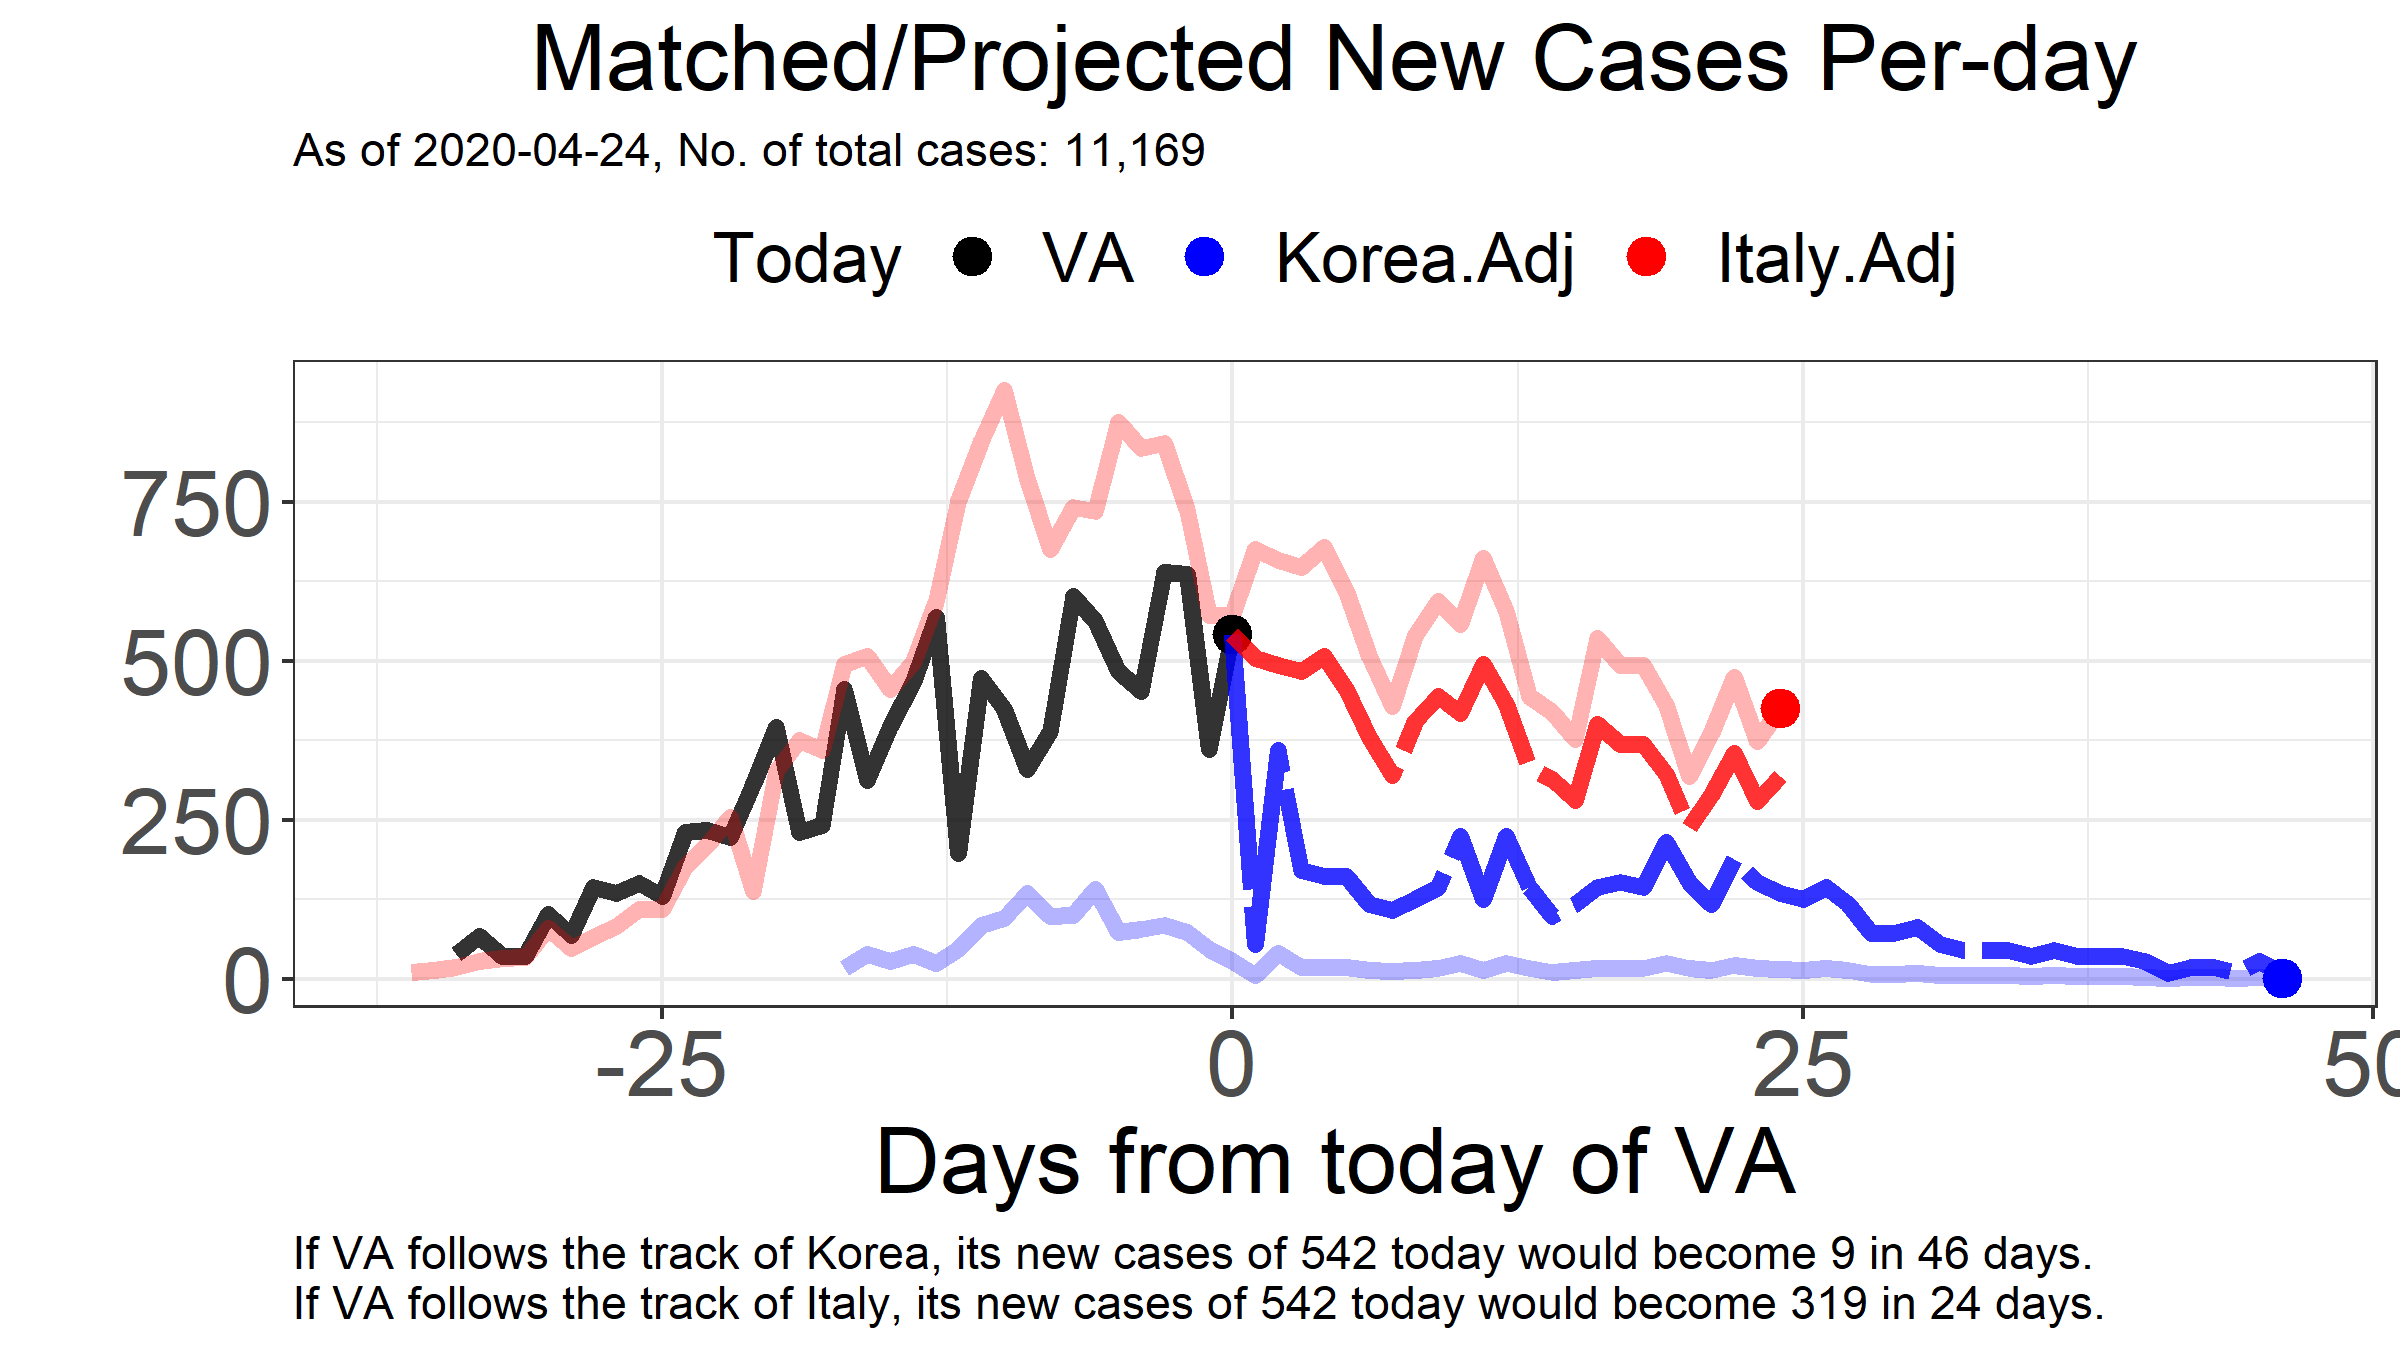 Matched/Projected New Cases Per-day
As of 2020-04-24, No. of total cases: 11,169
Today VA Korea.Adj Italy.Adj
750
500
250
0
-25 0 25 50
Days from today of VA
If VA follows the track of Korea, its new cases of 542 today would become 9 in 46 days.
If VA follows the track of Italy, its new cases of 542 today would become 319 in 24 days.